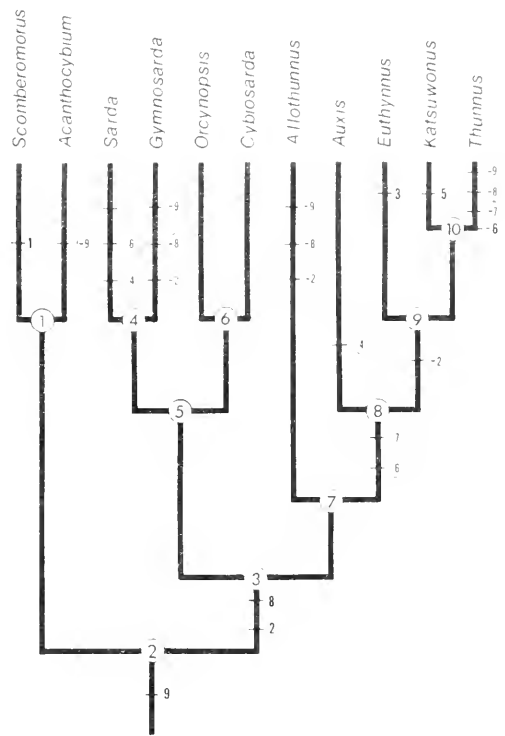 Scomberomorus
Acanthocybium
Sarda
Gymnosarda
Orcynopsis
Cybiosarda
Allothunnus
Auxis
Euthynnus
Katsuwonus
Thunnus
-9
-9 -9 3 5 -8
-7
1 -9 6 -8 -8 10 -6
4 -2 -2
1 4 6 9
4 -2
5 8
7
6
7
3
8
2
2
9